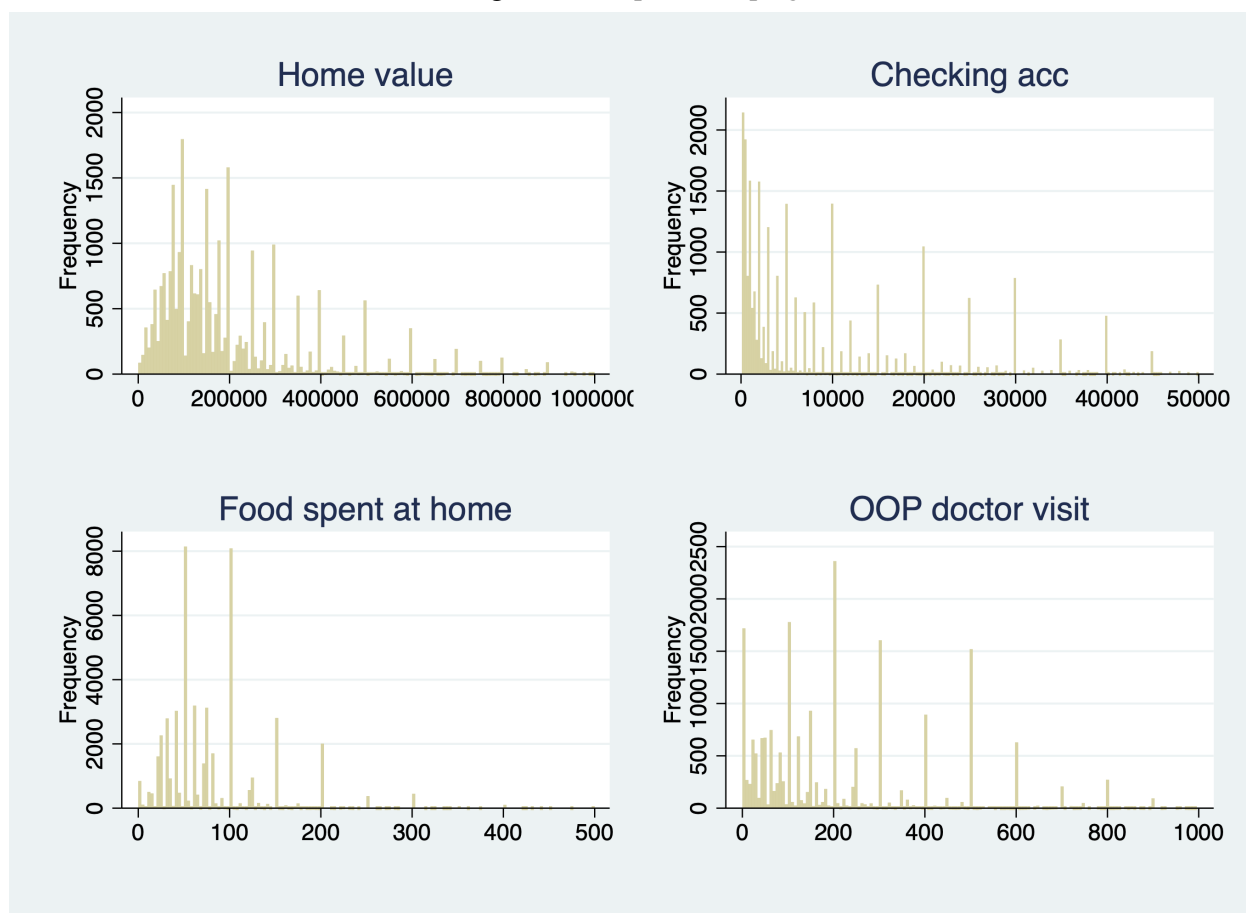 Home value
Frequency
0 500 1000 1500 2000
0 200000 400000 600000 800000 1000000
Checking acc
Frequency
0 500 1000 1500 2000
0 10000 20000 30000 40000 50000
Food spent at home
Frequency
0 2000 4000 6000 8000
0 100 200 300 400 500
OOP doctor visit
Frequency
0 500 1000 1500 2000 2500
0 200 400 600 800 1000